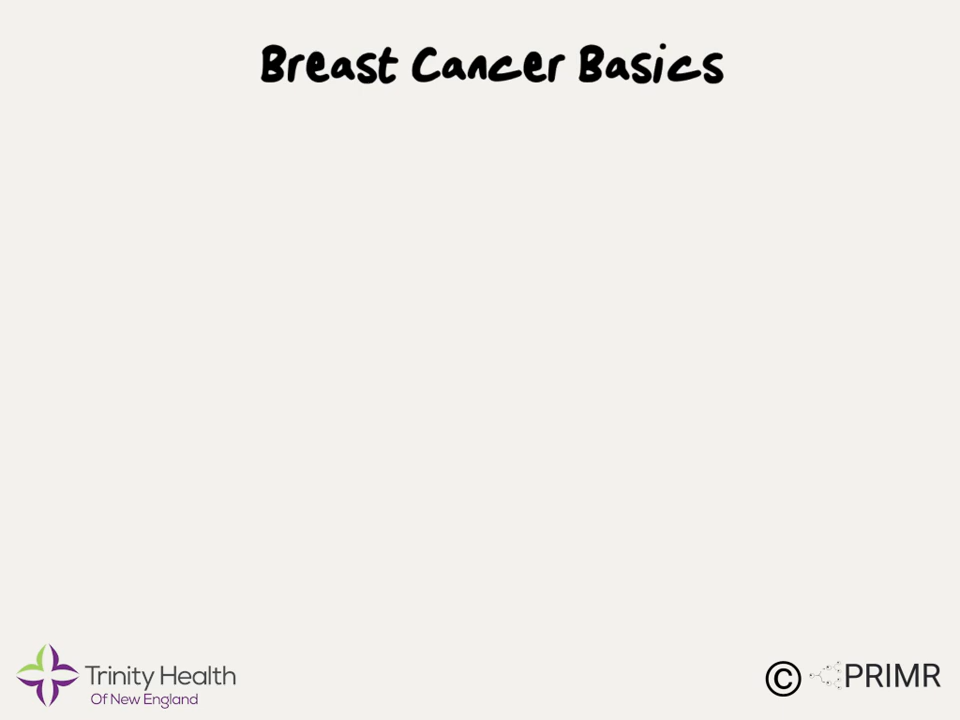 Breast Cancer Basics
Trinity Health
Of New England
© PRIMR